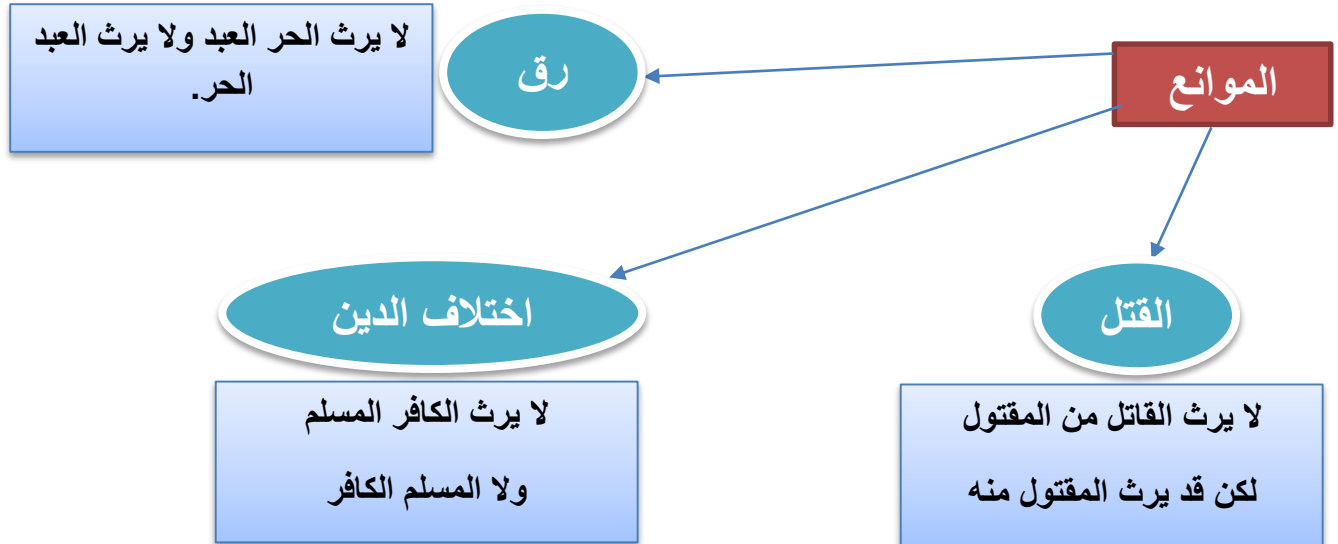 الموانع
رق
لا يرث الحر العبد ولا يرث العبد
الحر.
اختلاف الدين
لا يرث الكافر المسلم
ولا المسلم الكافر
القتل
لا يرث القاتل من المقتول
لكن قد يرث المقتول منه